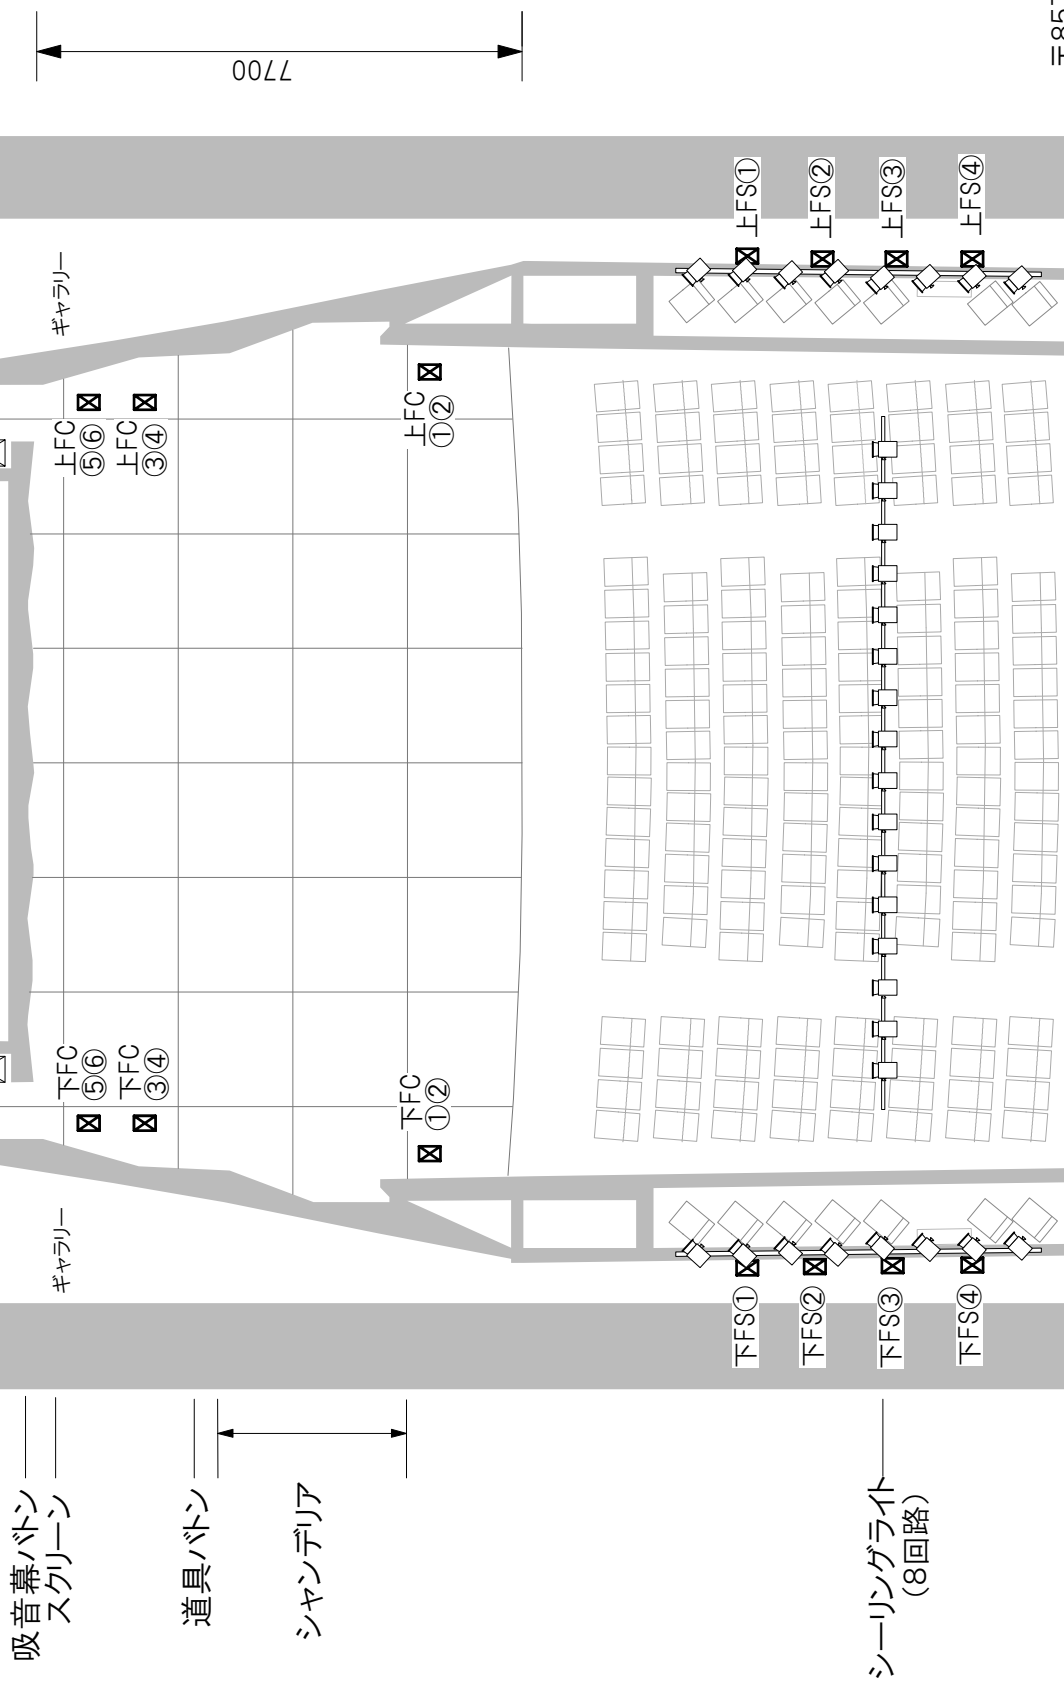 7700
〒85
上FS①
上FS②
上FS③
上FS④
ギャラリー
上FC
⑤⑥
上FC
③④
上FC
①②
下FC
⑤⑥
下FC
③④
下FC
①②
ギャラリー
下FS①
下FS②
下FS③
下FS④
吸音幕バトン
スクリーン
道具バトン
シャンデリア
シーリングライト
(8回路)